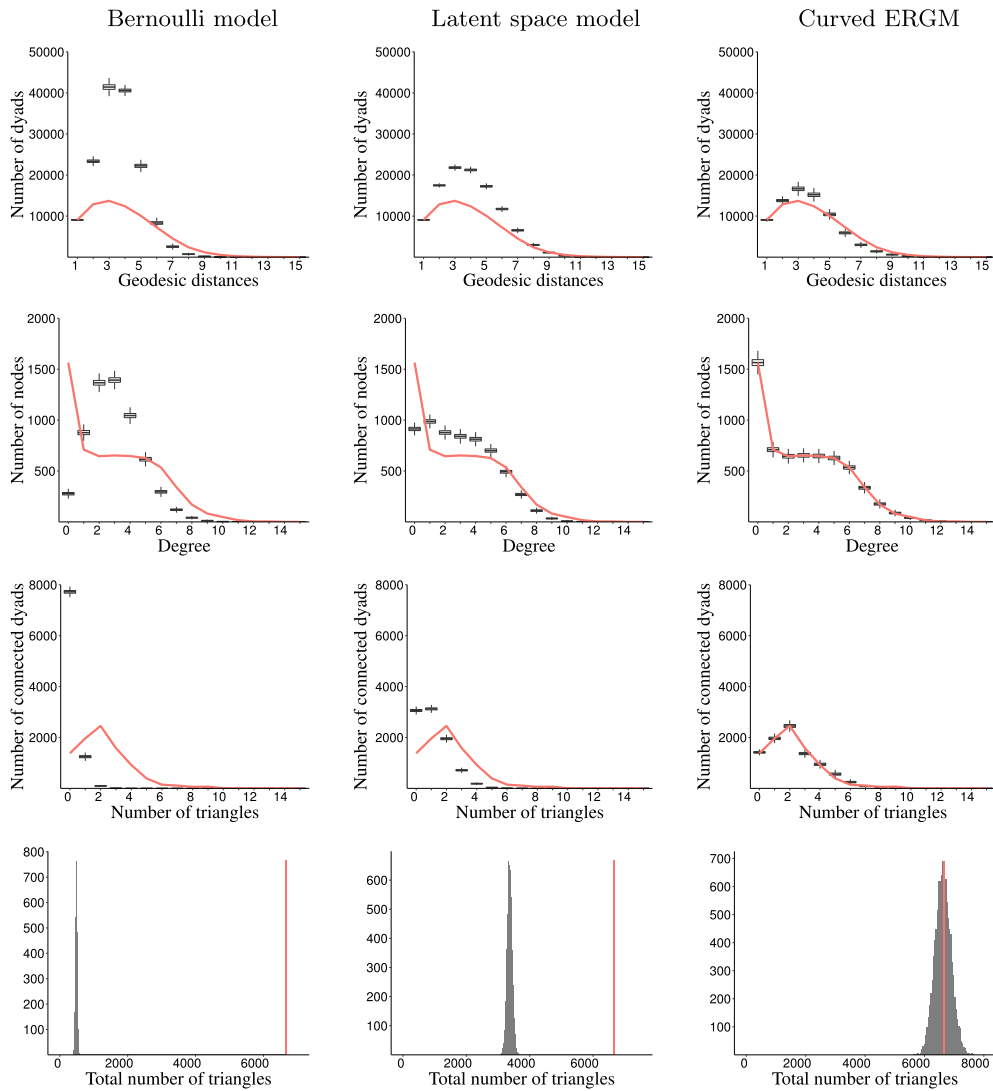 Bernoulli model
Latent space model
Curved ERGM
Number of dyads
50000
40000
30000
20000
10000
1 3 5 7 9 11 13 15
Geodesic distances
Number of dyads
50000
40000
30000
20000
10000
1 3 5 7 9 11 13 15
Geodesic distances
Number of dyads
50000
40000
30000
20000
10000
1 3 5 7 9 11 13 15
Geodesic distances
Number of nodes
2000
1500
1000
500
0 2 4 6 8 10 12 14
Degree
Number of nodes
2000
1500
1000
500
0 2 4 6 8 10 12 14
Degree
Number of nodes
2000
1500
1000
500
0 2 4 6 8 10 12 14
Degree
Number of connected dyads
8000
6000
4000
2000
0 2 4 6 8 10 12 14
Number of triangles
Number of connected dyads
8000
6000
4000
2000
0 2 4 6 8 10 12 14
Number of triangles
Number of connected dyads
8000
6000
4000
2000
0 2 4 6 8 10 12 14
Number of triangles
800
700
600
500
400
300
200
100
0 2000 4000 6000
Total number of triangles
600
500
400
300
200
100
0 2000 4000 6000
Total number of triangles
700
600
500
400
300
200
100
0 2000 4000 6000 8000
Total number of triangles